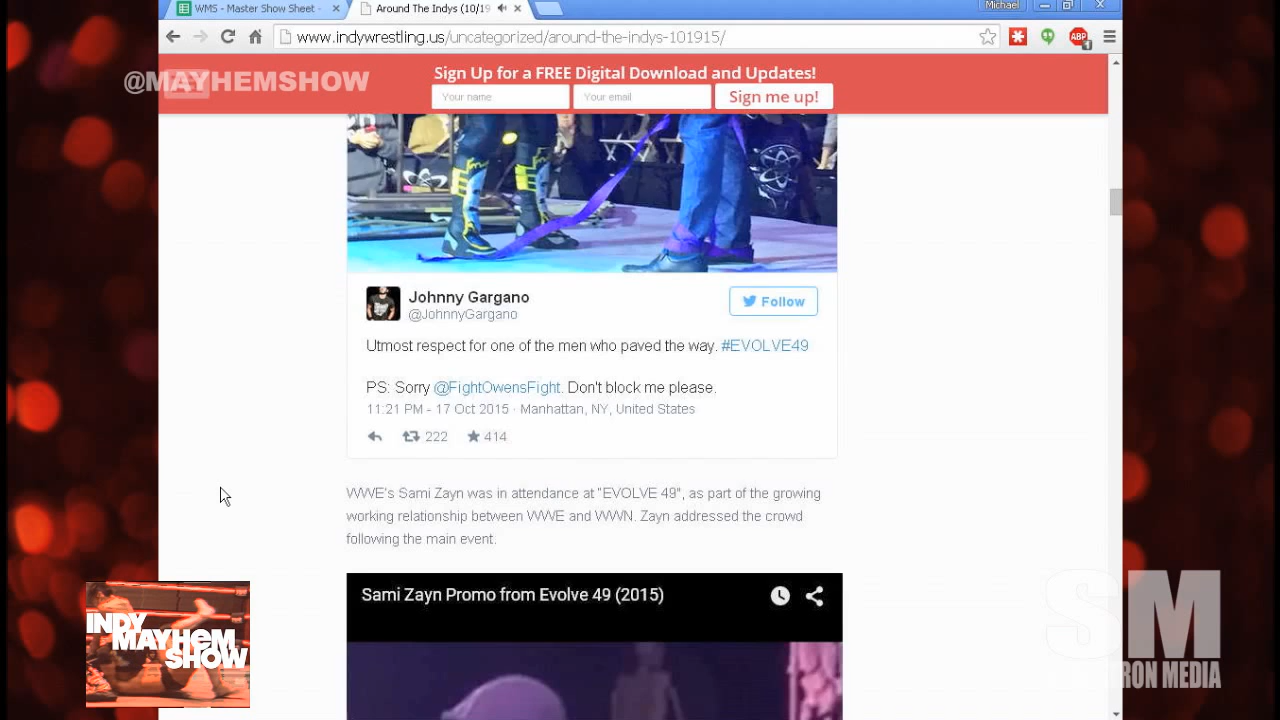 WMS - Master Show Sheet -
Around The Indys (10/19
Michael
www.indywrestling.us/uncategorized/around-the-indys-101915/
ABP
1
@MAYHEMSHOW
Sign Up for a FREE Digital Download and Updates!
Your name
Your email
Sign me up!
Johnny Gargano
@JohnnyGargano
Follow
Utmost respect for one of the men who paved the way. #EVOLVE49
PS: Sorry @FightOwensFight. Don't block me please.
11:21 PM - 17 Oct 2015 · Manhattan, NY, United States
222
414
WWE's Sami Zayn was in attendance at "EVOLVE 49", as part of the growing
working relationship between WWE and WWN. Zayn addressed the crowd
following the main event.
Sami Zayn Promo from Evolve 49 (2015)
INDY
MAYHEM
SHOW
SM
TRON MEDIA